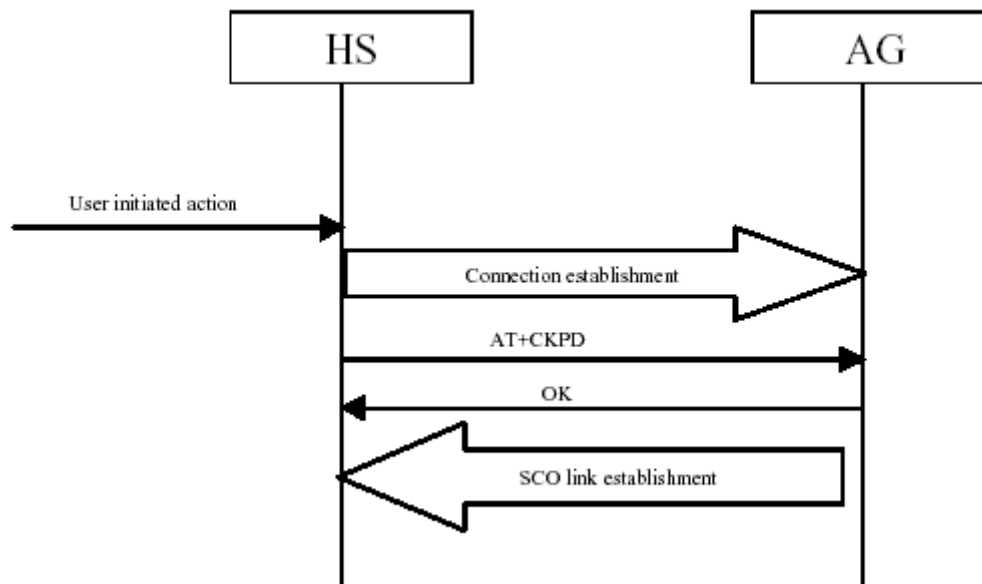 HS
AG
User initiated action
Connection establishment
AT+CKPD
OK
SCO link establishment